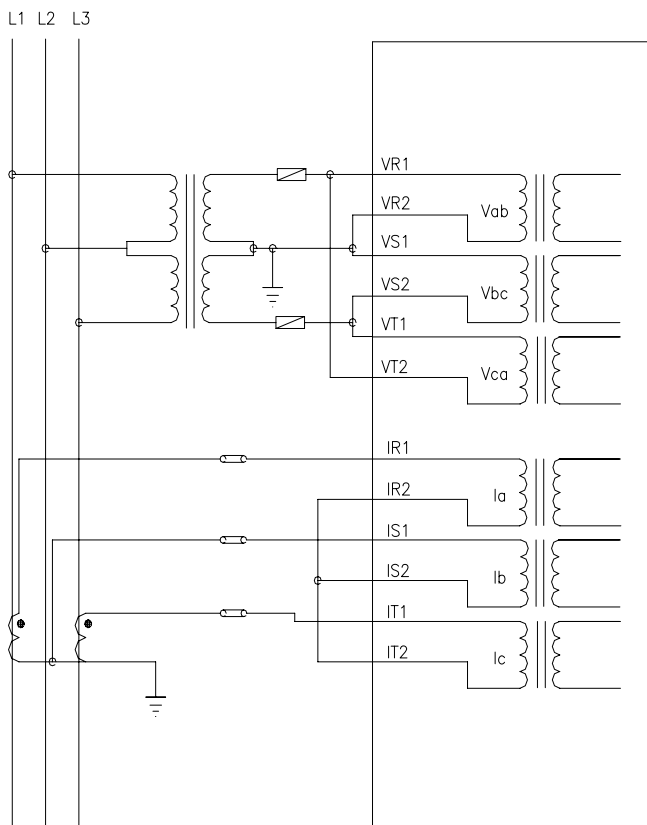 L1 L2 L3
VR1
VR2
Vab
VS1
VS2
Vbc
VT1
VT2
Vca
IR1
IR2
Ia
IS1
IS2
Ib
IT1
IT2
Ic